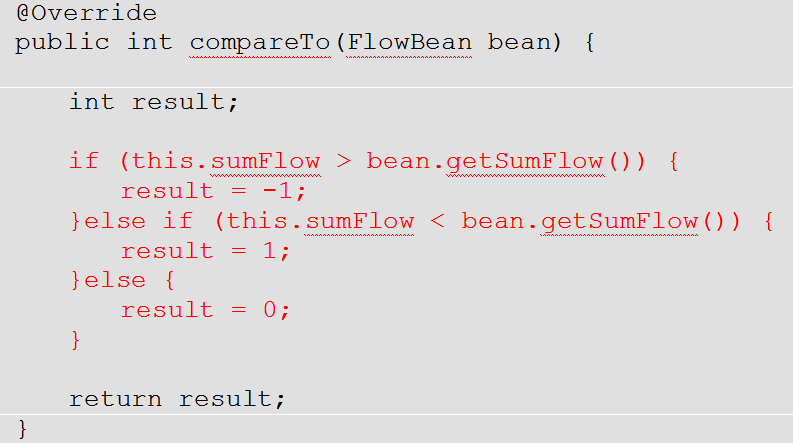 @Override
public int compareTo(FlowBean bean) {
int result;
if (this.sumFlow > bean.getSumFlow()) {
result = -1;
}else if (this.sumFlow < bean.getSumFlow()) {
result = 1;
}else {
result = 0;
}
return result;
}